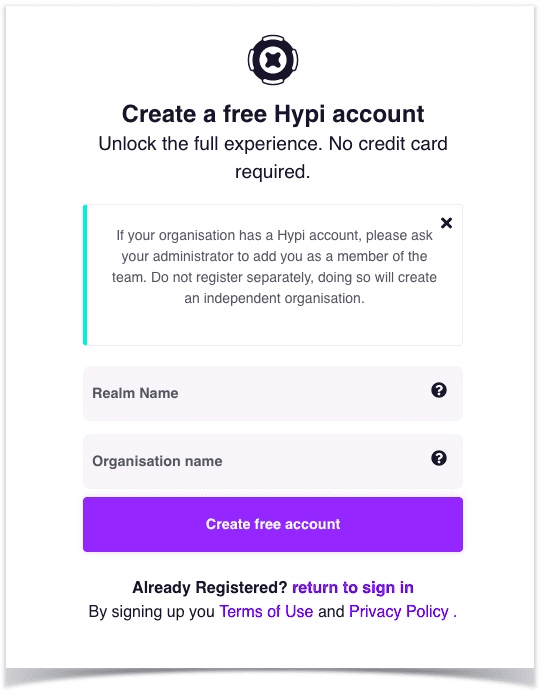 Create a free Hypi account
Unlock the full experience. No credit card
required.
If your organisation has a Hypi account, please ask
your administrator to add you as a member of the
team. Do not register separately, doing so will create
an independent organisation.
Realm Name
Organisation name
Create free account
Already Registered? return to sign in
By signing up you Terms of Use and Privacy Policy .